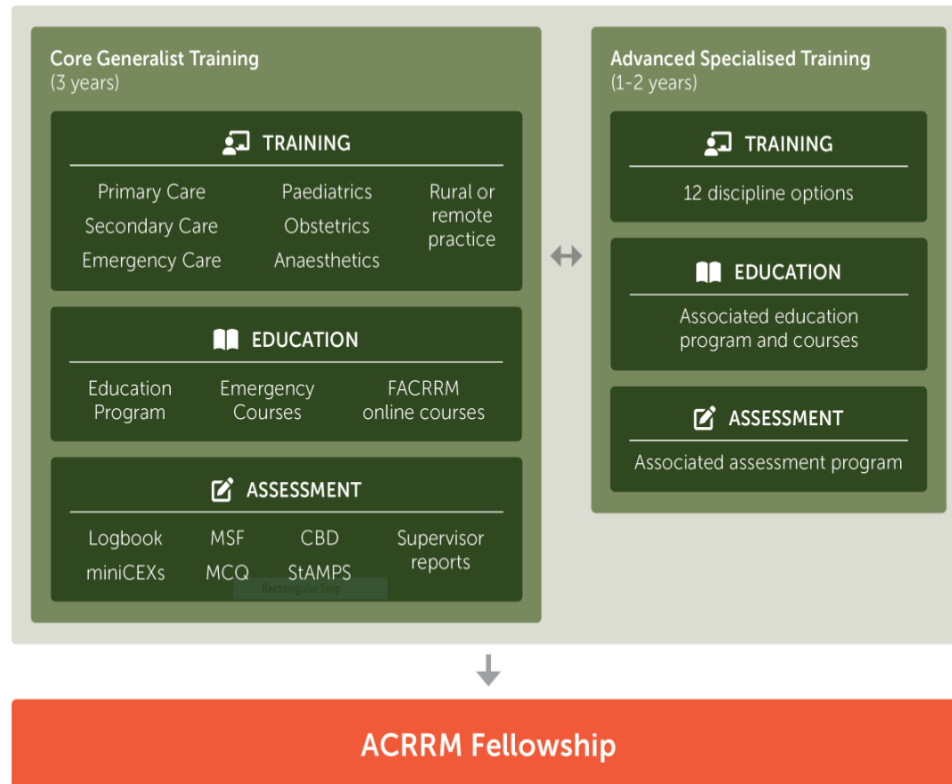 Core Generalist Training
(3 years)
TRAINING
Primary Care
Secondary Care
Emergency Care
Paediatrics
Obstetrics
Anaesthetics
Rural or
remote
practice
EDUCATION
Education
Program
Emergency
Courses
FACRRM
online courses
ASSESSMENT
Logbook
miniCEXs
MSF
MCQ
CBD
StAMPS
Supervisor
reports
Rectangular Snip
Advanced Specialised Training
(1-2 years)
TRAINING
12 discipline options
EDUCATION
Associated education
program and courses
ASSESSMENT
Associated assessment program
ACRRM Fellowship